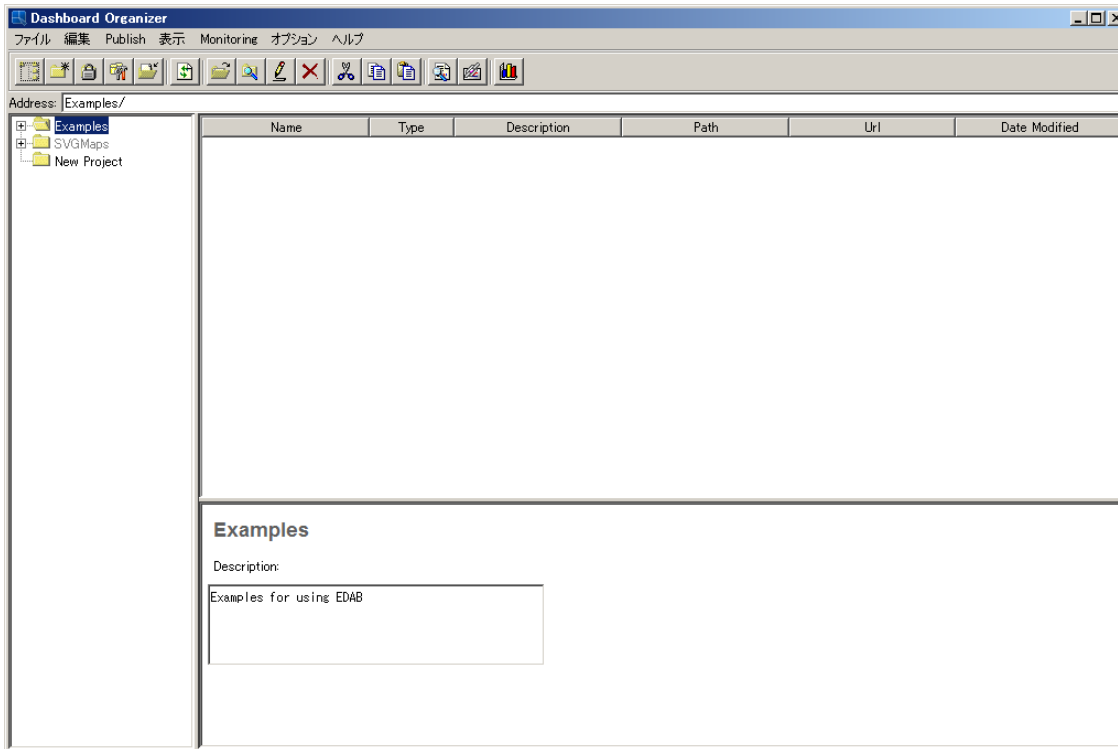 Dashboard Organizer
ファイル 編集 Publish 表示 Monitoring オプション ヘルプ
Address: Examples/
Examples
SVGMaps
New Project
Name Type Description Path Url Date Modified
Examples
Description:
Examples for using EDAB